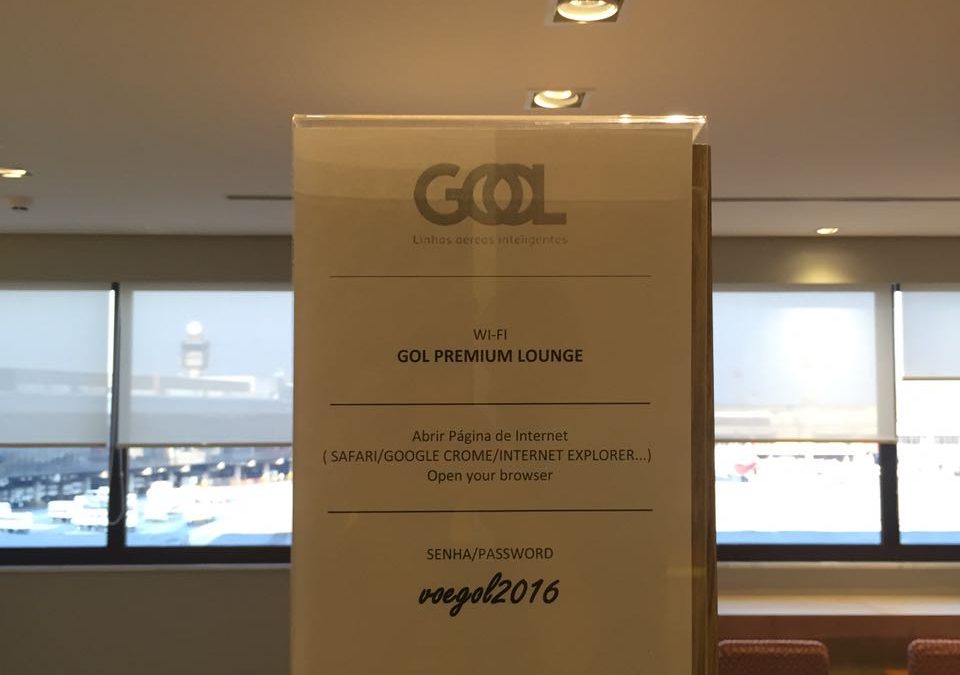 GOL
Linhas aéreas inteligentes
WI-FI
GOL PREMIUM LOUNGE
Abrir Página de Internet
( SAFARI/GOOGLE CROME/INTERNET EXPLORER...)
Open your browser
SENHA/PASSWORD
voegol2016